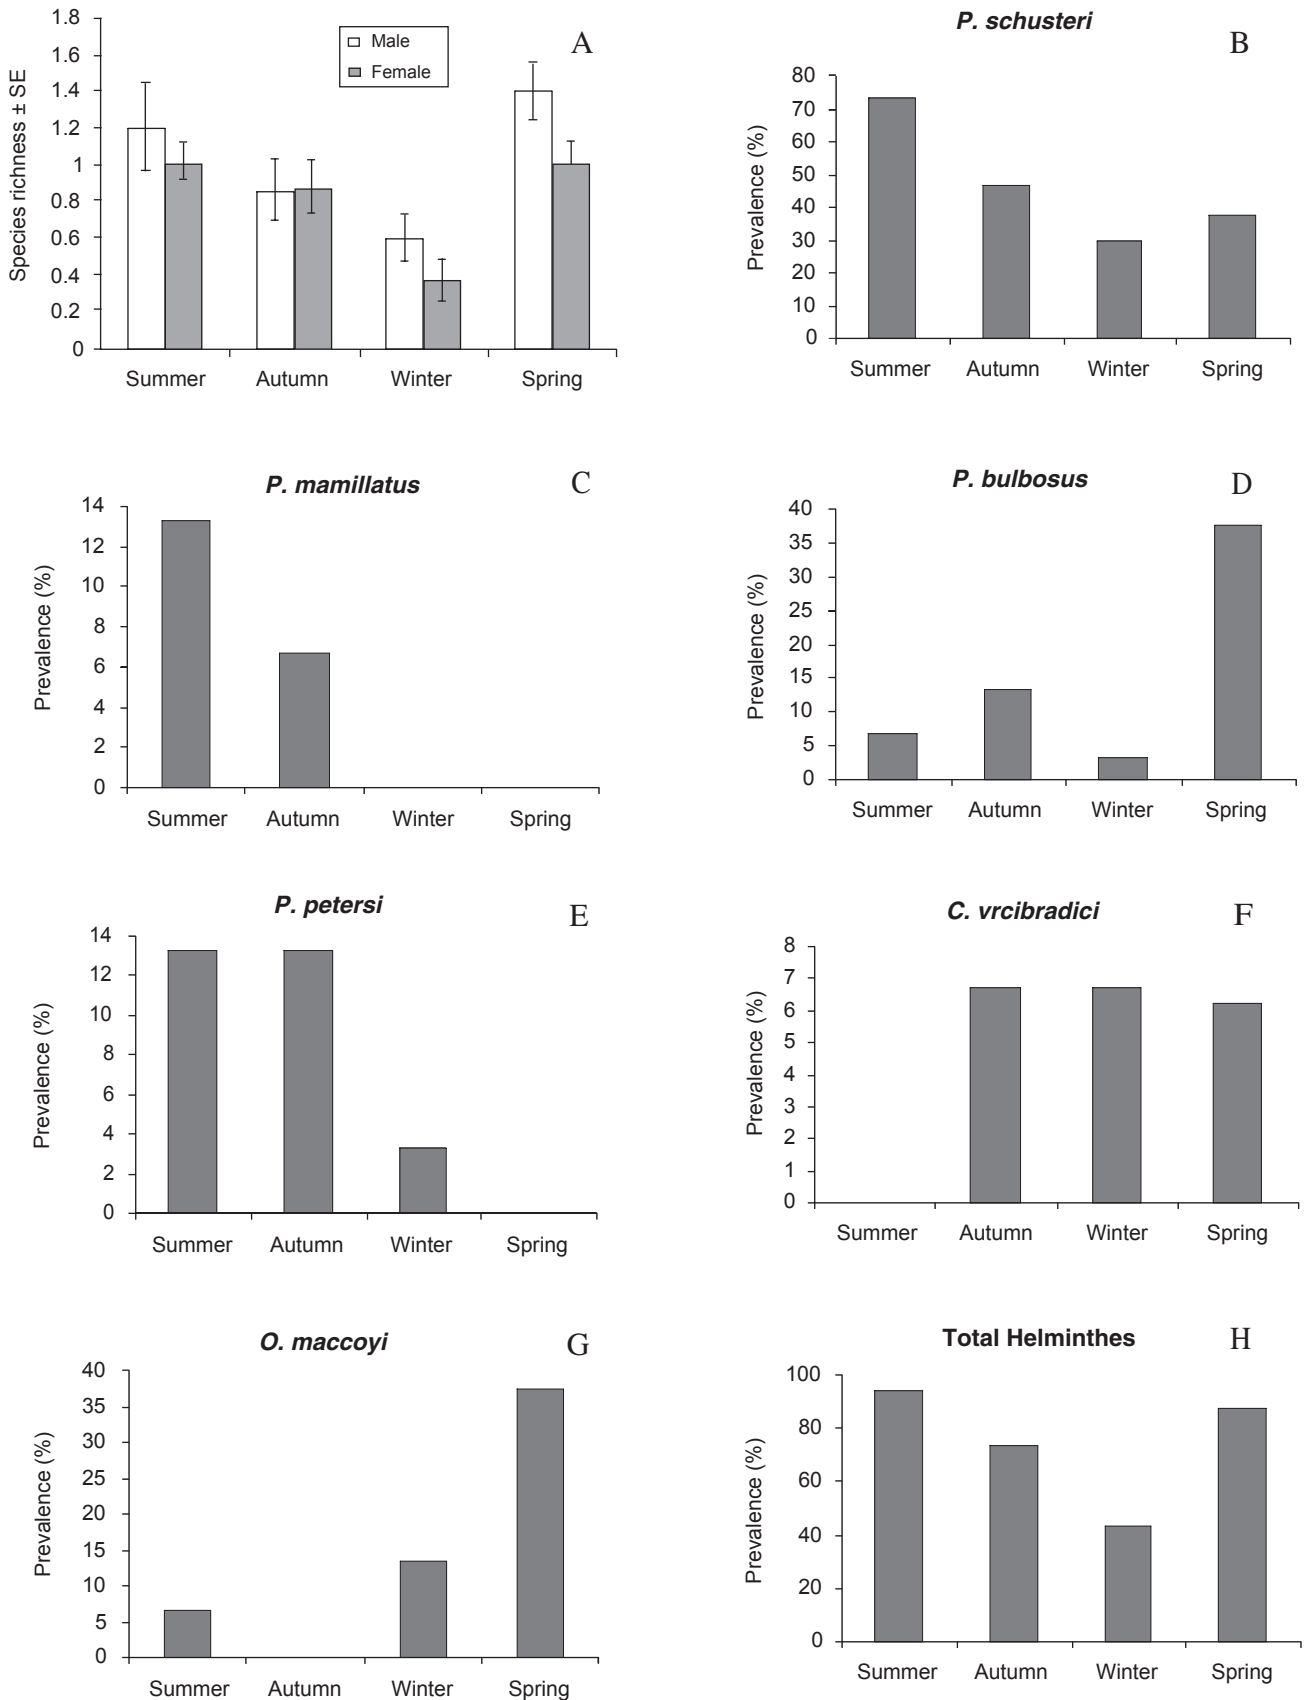 A
Species richness ± SE
1.8
1.6
1.4
1.2
1
0.8
0.6
0.4
0.2
0
Male
Female
Summer Autumn Winter Spring
P. schusteri B
Prevalence (%)
80
70
60
50
40
30
20
10
0
Summer Autumn Winter Spring
P. mamillatus C
Prevalence (%)
14
12
10
8
6
4
2
0
Summer Autumn Winter Spring
P. bulbosus D
Prevalence (%)
40
35
30
25
20
15
10
5
0
Summer Autumn Winter Spring
P. petersi E
Prevalence (%)
14
12
10
8
6
4
2
0
Summer Autumn Winter Spring
C. vrcibradici F
Prevalence (%)
8
7
6
5
4
3
2
1
0
Summer Autumn Winter Spring
O. maccoyi G
Prevalence (%)
40
35
30
25
20
15
10
5
0
Summer Autumn Winter Spring
Total Helminthes H
Prevalence (%)
100
80
60
40
20
0
Summer Autumn Winter Spring